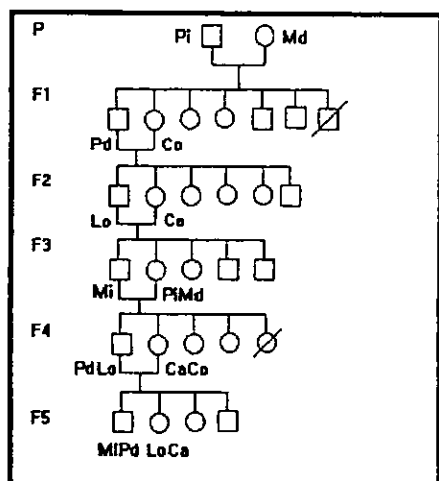 P
Pi Md
F1
Pd Co
F2
Lo Ca
F3
Mi PiMd
F4
PdLo CaCo
F5
MiPd LoCa